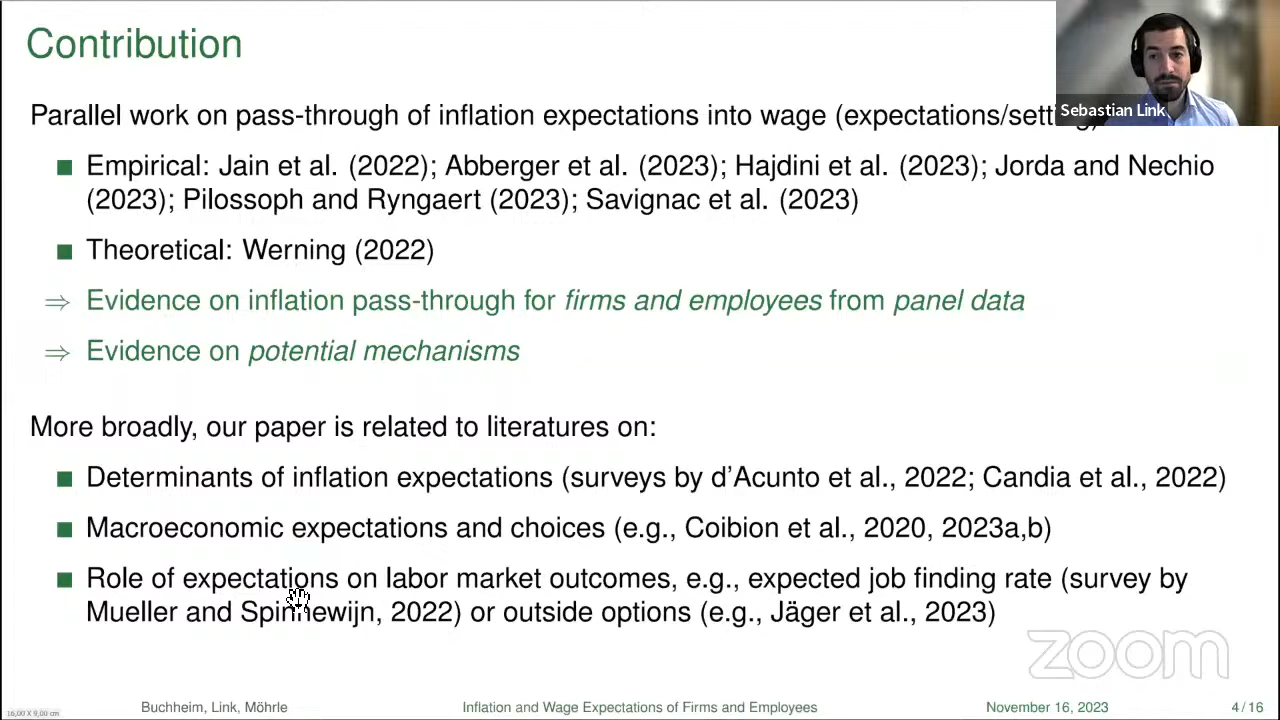 Contribution
Sebastian Link
Parallel work on pass-through of inflation expectations into wage (expectations/setting)
Empirical: Jain et al. (2022); Abberger et al. (2023); Hajdini et al. (2023); Jorda and Nechio
(2023); Pilossoph and Ryngaert (2023); Savignac et al. (2023)
Theoretical: Werning (2022)
⇒ Evidence on inflation pass-through for firms and employees from panel data
⇒ Evidence on potential mechanisms
More broadly, our paper is related to literatures on:
Determinants of inflation expectations (surveys by d'Acunto et al., 2022; Candia et al., 2022)
Macroeconomic expectations and choices (e.g., Coibion et al., 2020, 2023a,b)
Role of expectations on labor market outcomes, e.g., expected job finding rate (survey by
Mueller and Spinnewijn, 2022) or outside options (e.g., Jäger et al., 2023)
zoom
16,00 X 9,00 cm
Buchheim, Link, Möhrle
Inflation and Wage Expectations of Firms and Employees
November 16, 2023
4 / 16